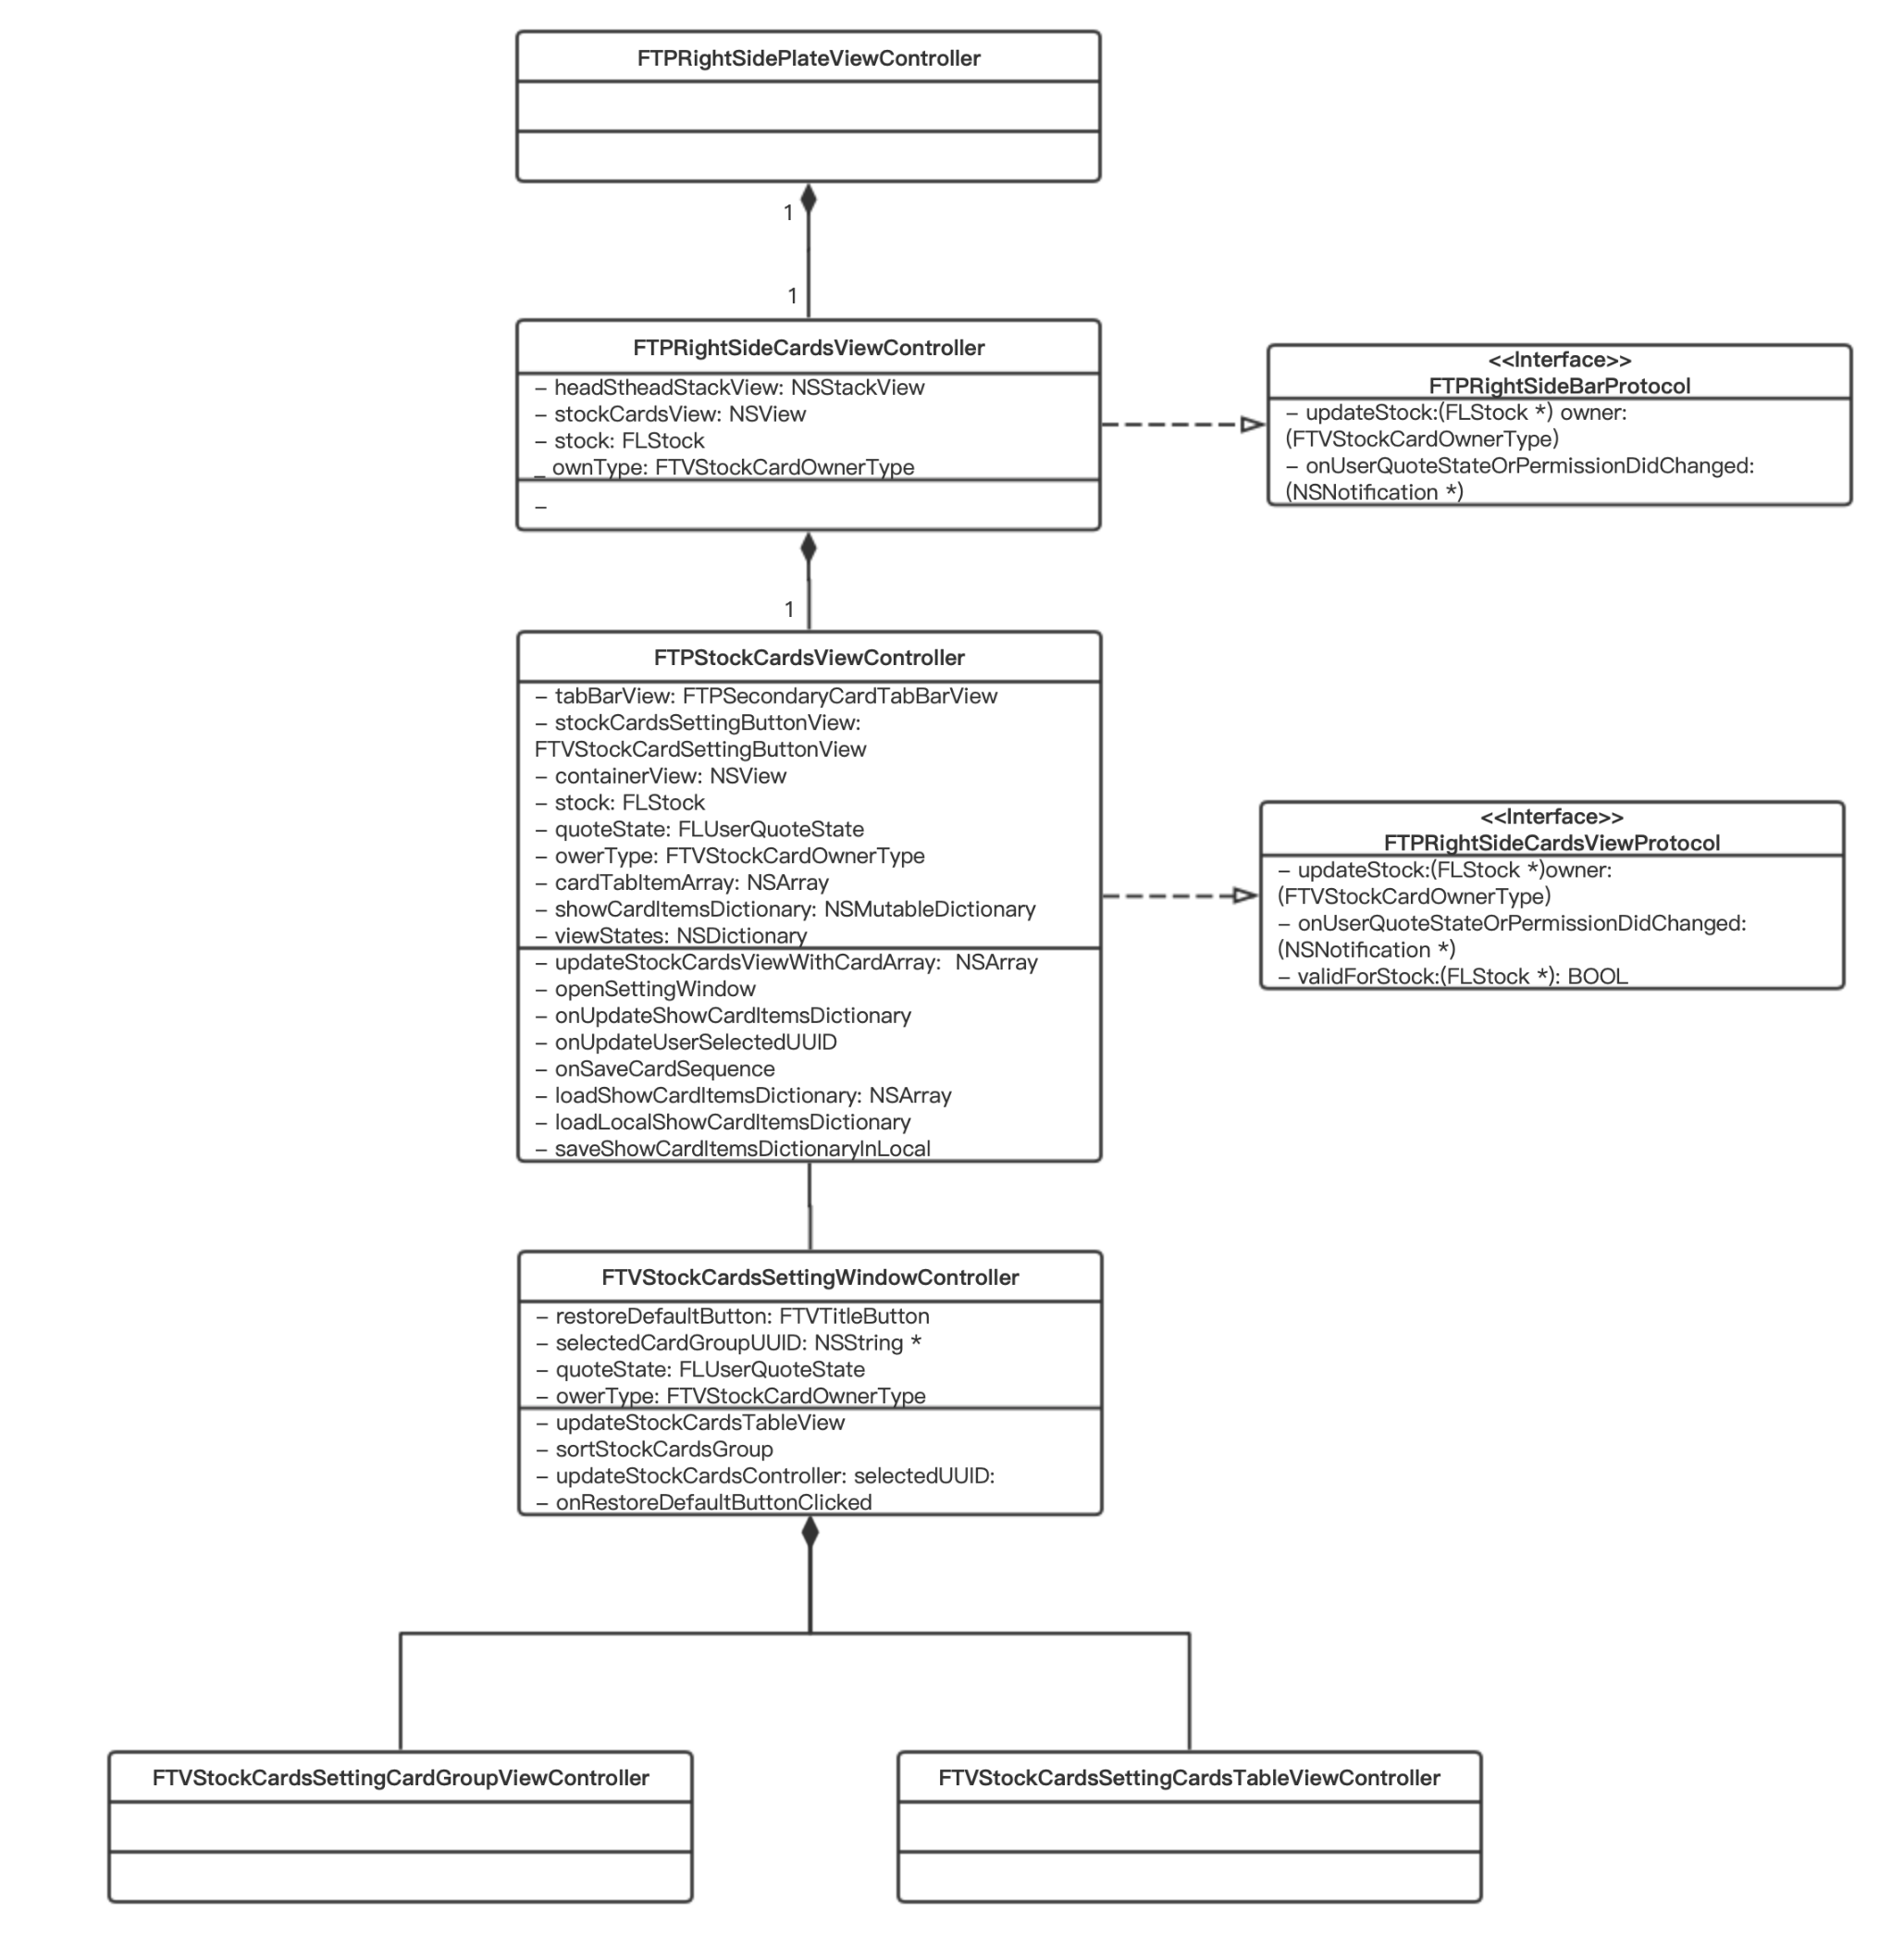 FTPRightSidePlateViewController
1
1
FTPRightSideCardsViewController
– headStheadStackView: NSStackView
– stockCardsView: NSView
– stock: FLStock
_ ownType: FTVStockCardOwnerType
–
<<Interface>>
FTPRightSideBarProtocol
– updateStock:(FLStock *) owner:
(FTVStockCardOwnerType)
– onUserQuoteStateOrPermissionDidChanged:
(NSNotification *)
1
FTPStockCardsViewController
– tabBarView: FTPSecondaryCardTabBarView
– stockCardsSettingButtonView:
FTVStockCardSettingButtonView
– containerView: NSView
– stock: FLStock
– quoteState: FLUserQuoteState
– owerType: FTVStockCardOwnerType
– cardTabItemArray: NSArray
– showCardItemsDictionary: NSMutableDictionary
– viewStates: NSDictionary
– updateStockCardsViewWithCardArray:  NSArray
– openSettingWindow
– onUpdateShowCardItemsDictionary
– onUpdateUserSelectedUUID
– onSaveCardSequence
– loadShowCardItemsDictionary: NSArray
– loadLocalShowCardItemsDictionary
– saveShowCardItemsDictionaryInLocal
<<Interface>>
FTPRightSideCardsViewProtocol
– updateStock:(FLStock *)owner:
(FTVStockCardOwnerType)
– onUserQuoteStateOrPermissionDidChanged:
(NSNotification *)
– validForStock:(FLStock *): BOOL
FTVStockCardsSettingWindowController
– restoreDefaultButton: FTVTitleButton
– selectedCardGroupUUID: NSString *
– quoteState: FLUserQuoteState
– owerType: FTVStockCardOwnerType
– updateStockCardsTableView
– sortStockCardsGroup
– updateStockCardsController: selectedUUID:
– onRestoreDefaultButtonClicked
FTVStockCardsSettingCardGroupViewController
FTVStockCardsSettingCardsTableViewController